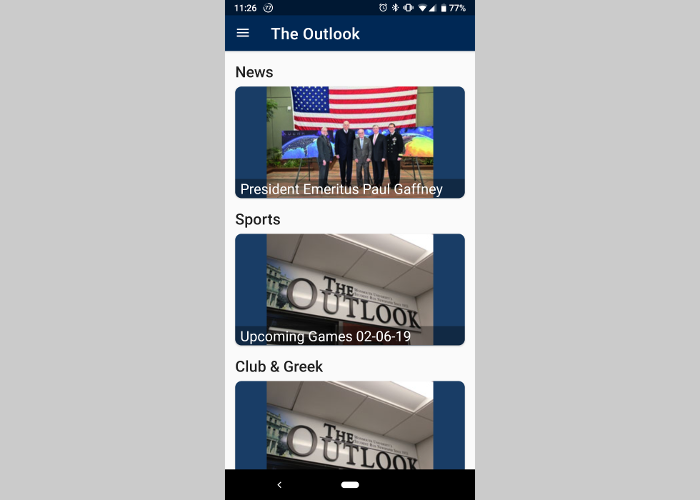 11:26
77%
The Outlook
News
President Emeritus Paul Gaffney
Sports
THE
OUTLOOK
Upcoming Games 02-06-19
Club & Greek
THE
OUTLOOK